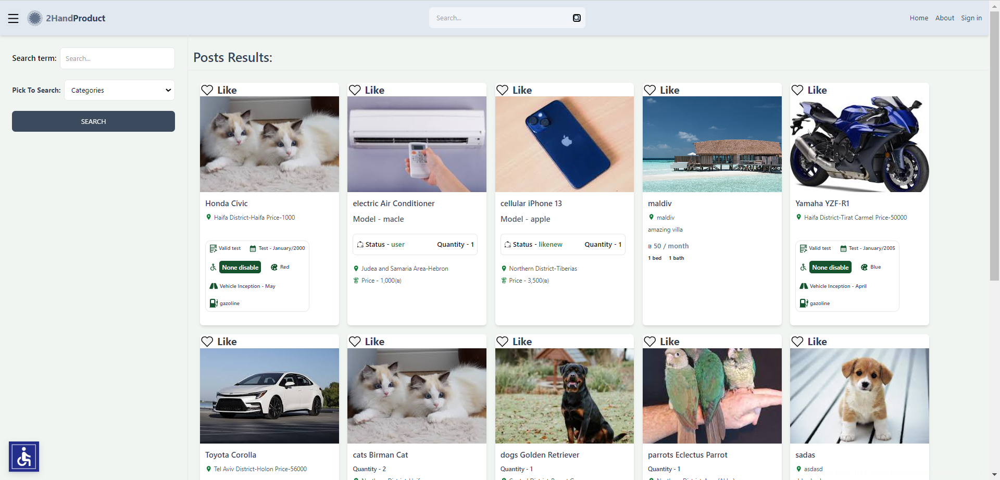 2HandProduct
Search...
Home About Sign in
Search term: Search...
Pick To Search: Categories
SEARCH
Posts Results:
Like
Honda Civic
Haifa District-Haifa Price-1000
Valid test Test - January/2000
None disable Red
Vehicle Inception - May
gazoline
Like
electric Air Conditioner
Model - macle
Status - user Quantity - 1
Judea and Samaria Area-Hebron
Price - 1,000(₪)
Like
cellular iPhone 13
Model - apple
Status - likenew Quantity - 1
Northern District-Tiberias
Price - 3,500(₪)
Like
maldiv
maldiv
amazing villa
₪ 50 / month
1 bed 1 bath
Like
Yamaha YZF-R1
Haifa District-Tirat Carmel Price-50000
Valid test Test - January/2005
None disable Blue
Vehicle Inception - April
gazoline
Like
Toyota Corolla
Tel Aviv District-Holon Price-56000
Like
cats Birman Cat
Quantity - 2
Like
dogs Golden Retriever
Quantity - 1
Like
parrots Eclectus Parrot
Quantity - 1
Like
sadas
asdasd